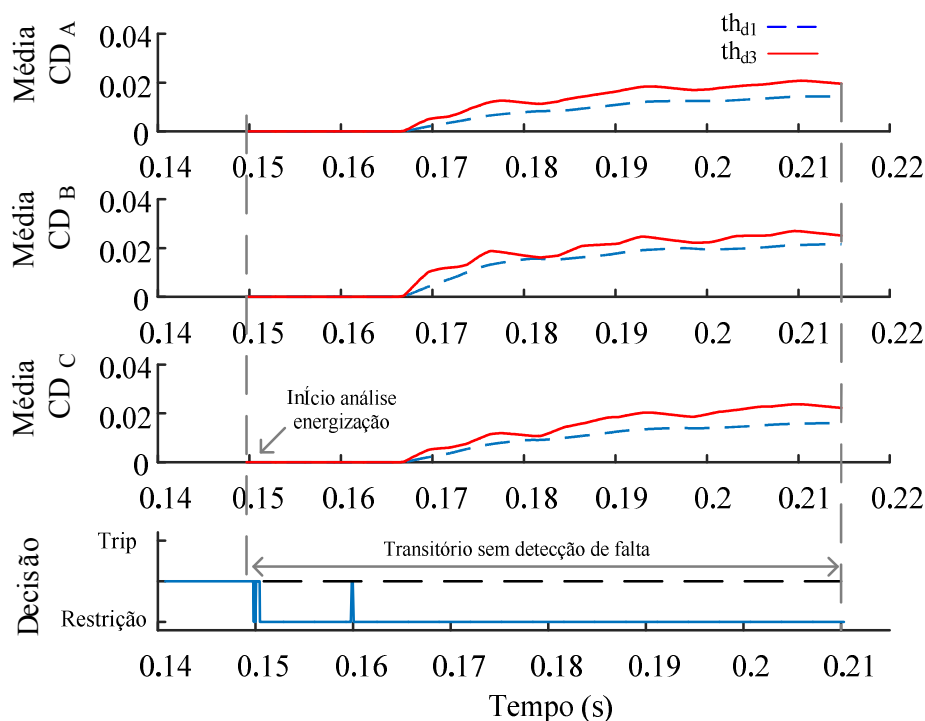 Média
CD A
0.04
0.02
0
th d1
th d3
0.14 0.15 0.16 0.17 0.18 0.19 0.2 0.21 0.22
Média
CD B
0.04
0.02
0
0.14 0.15 0.16 0.17 0.18 0.19 0.2 0.21 0.22
Média
CD C
0.04
0.02
0
Início análise
energização
0.14 0.15 0.16 0.17 0.18 0.19 0.2 0.21 0.22
Decisão
Trip
Restrição
Transitório sem detecção de falta
0.14 0.15 0.16 0.17 0.18 0.19 0.20 0.21
Tempo (s)